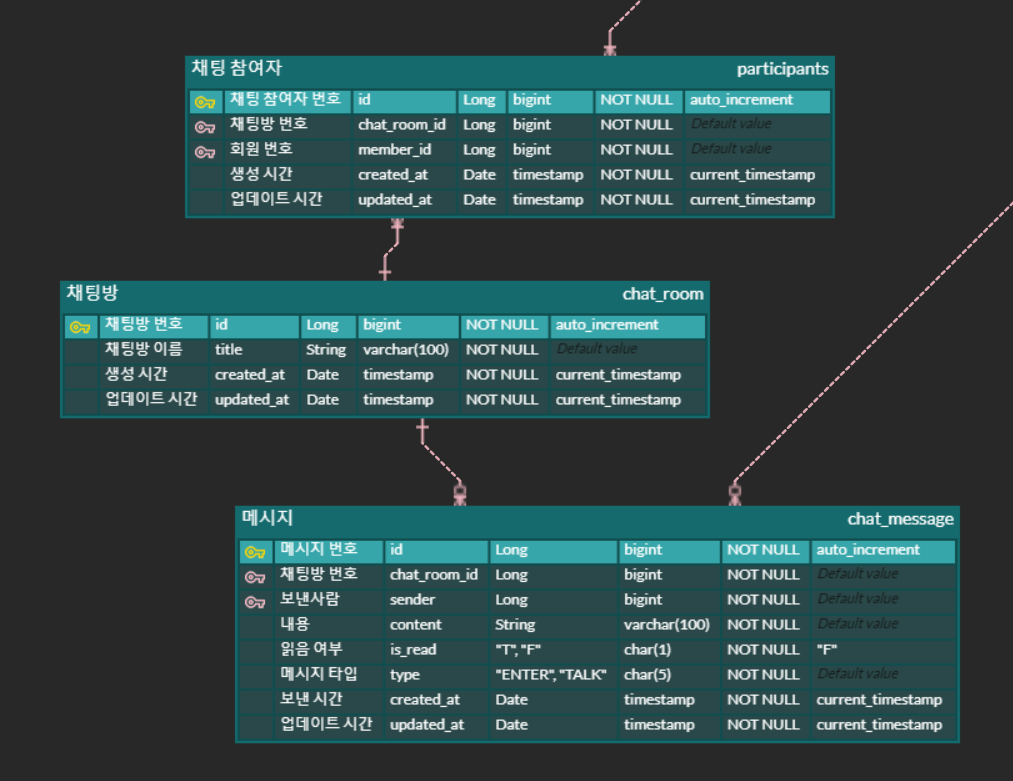 채팅 참여자 participants
채팅 참여자 번호 id Long bigint NOT NULL auto_increment
채팅방 번호 chat_room_id Long bigint NOT NULL Default value
회원 번호 member_id Long bigint NOT NULL Default value
생성 시간 created_at Date timestamp NOT NULL current_timestamp
업데이트 시간 updated_at Date timestamp NOT NULL current_timestamp
채팅방 chat_room
채팅방 번호 id Long bigint NOT NULL auto_increment
채팅방 이름 title String varchar(100) NOT NULL Default value
생성 시간 created_at Date timestamp NOT NULL current_timestamp
업데이트 시간 updated_at Date timestamp NOT NULL current_timestamp
메시지 chat_message
메시지 번호 id Long bigint NOT NULL auto_increment
채팅방 번호 chat_room_id Long bigint NOT NULL Default value
보낸사람 sender Long bigint NOT NULL Default value
내용 content String varchar(100) NOT NULL Default value
읽음 여부 is_read "T", "F" char(1) NOT NULL "F"
메시지 타입 type "ENTER", "TALK" char(5) NOT NULL Default value
보낸 시간 created_at Date timestamp NOT NULL current_timestamp
업데이트 시간 updated_at Date timestamp NOT NULL current_timestamp